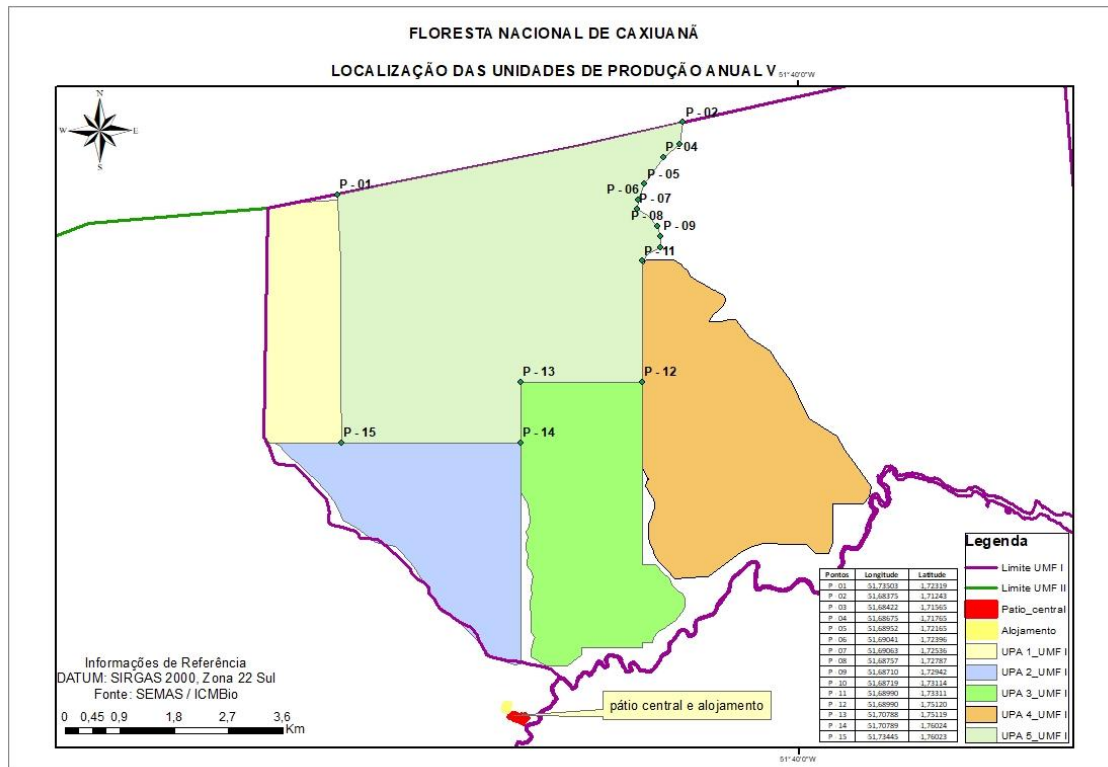 FLORESTA NACIONAL DE CAXIUANÃ
LOCALIZAÇÃO DAS UNIDADES DE PRODUÇÃO ANUAL V
51°40'0"W
N
W E
S
P - 02
P - 04
P - 01
P - 05
P - 06
P - 07
P - 08
P - 09
P - 11
P - 13
P - 12
P - 15
P - 14
Legenda
Limite UMF I
Limite UMF II
Patio_central
Alojamento
UPA 1_UMF I
UPA 2_UMF I
UPA 3_UMF I
UPA 4_UMF I
UPA 5_UMF I
Pontos Longitude Latitude
P - 01 51,73503 1,72319
P - 02 51,68375 1,71243
P - 03 51,68422 1,71565
P - 04 51,68675 1,71765
P - 05 51,68952 1,72165
P - 06 51,69041 1,72396
P - 07 51,69063 1,72536
P - 08 51,68757 1,72787
P - 09 51,68710 1,72942
P - 10 51,68719 1,73114
P - 11 51,68990 1,73311
P - 12 51,68990 1,75120
P - 13 51,70788 1,75119
P - 14 51,70789 1,76024
P - 15 51,73445 1,76023
Informações de Referência
DATUM: SIRGAS 2000, Zona 22 Sul
Fonte: SEMAS / ICMBio
0 0,45 0,9 1,8 2,7 3,6
Km
pátio central e alojamento
51°40'0"W